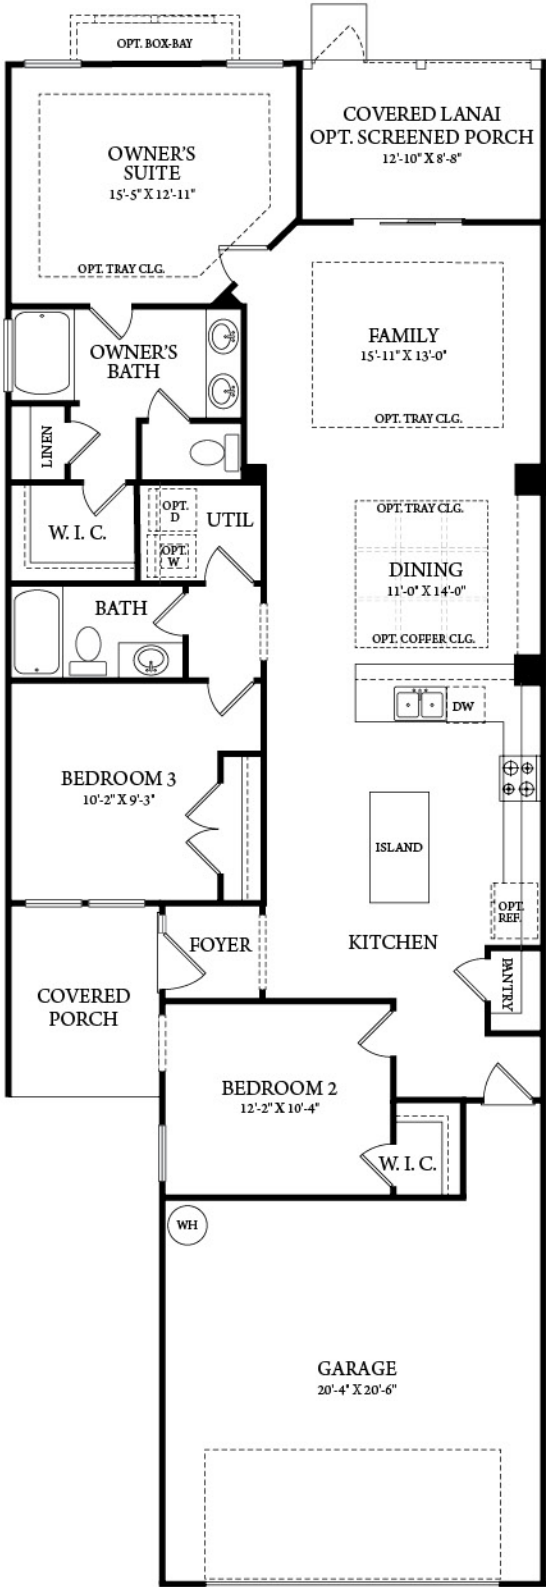 OPT. BOX-BAY
COVERED LANAI
OPT. SCREENED PORCH
12'-10" X 8'-8"
OWNER'S
SUITE
15'-5" X 12'-11"
OPT. TRAY CLG.
FAMILY
15'-11" X 13'-0"
OPT. TRAY CLG.
OWNER'S
BATH
LINEN
W. I. C.
OPT.
D
OPT.
W
UTIL
OPT. TRAY CLG.
DINING
11'-0" X 14'-0"
OPT. COFFER CLG.
BATH
DW
BEDROOM 3
10'-2" X 9'-3"
ISLAND
OPT.
REF.
KITCHEN
PANTRY
FOYER
COVERED
PORCH
BEDROOM 2
12'-2" X 10'-4"
W. I. C.
WH
GARAGE
20'-4" X 20'-6"